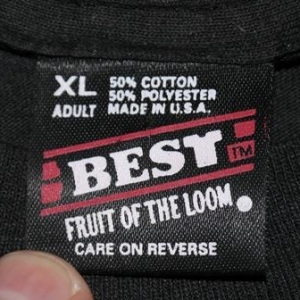 XL 50% COTTON
50% POLYESTER
ADULT MADE IN U.S.A.
BEST TM
FRUIT OF THE LOOM.
CARE ON REVERSE